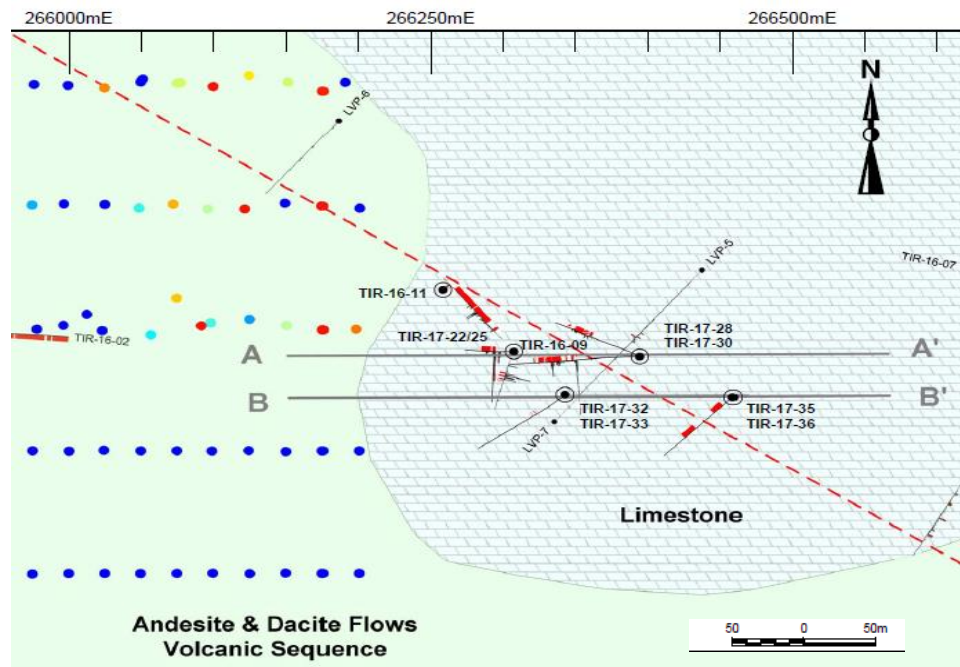 266000mE 266250mE 266500mE
N
LVP-6
LVP-5
TIR-16-07
TIR-16-11
TIR-17-22/25
TIR-16-09
TIR-17-28
TIR-17-30
TIR-16-02
A A'
B B'
TIR-17-32
TIR-17-33
TIR-17-35
TIR-17-36
LVP-7
Limestone
Andesite & Dacite Flows
Volcanic Sequence
50 0 50m